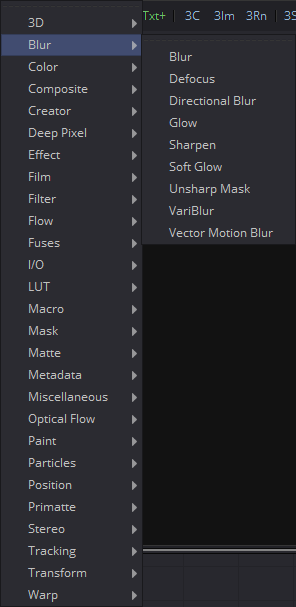 Txt+ 3C 3Im 3Rn 3S
3D
Blur
Color
Composite
Creator
Deep Pixel
Effect
Film
Filter
Flow
Fuses
I/O
LUT
Macro
Mask
Matte
Metadata
Miscellaneous
Optical Flow
Paint
Particles
Position
Primatte
Stereo
Tracking
Transform
Warp
Blur
Defocus
Directional Blur
Glow
Sharpen
Soft Glow
Unsharp Mask
VariBlur
Vector Motion Blur